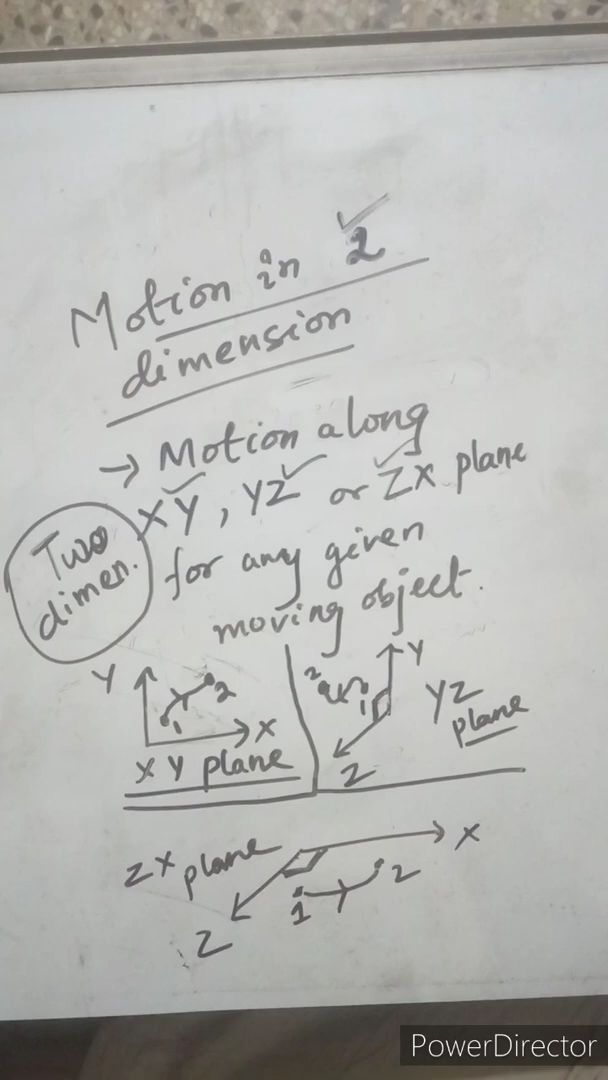 Motion in 2
dimension
→ Motion along
XY, YZ or ZX plane
Two
dimen.
for any given
moving object.
Y
2
1
X
XY plane
Y
2
1
Z
YZ
plane
ZX plane
X
1
2
Z
PowerDirector